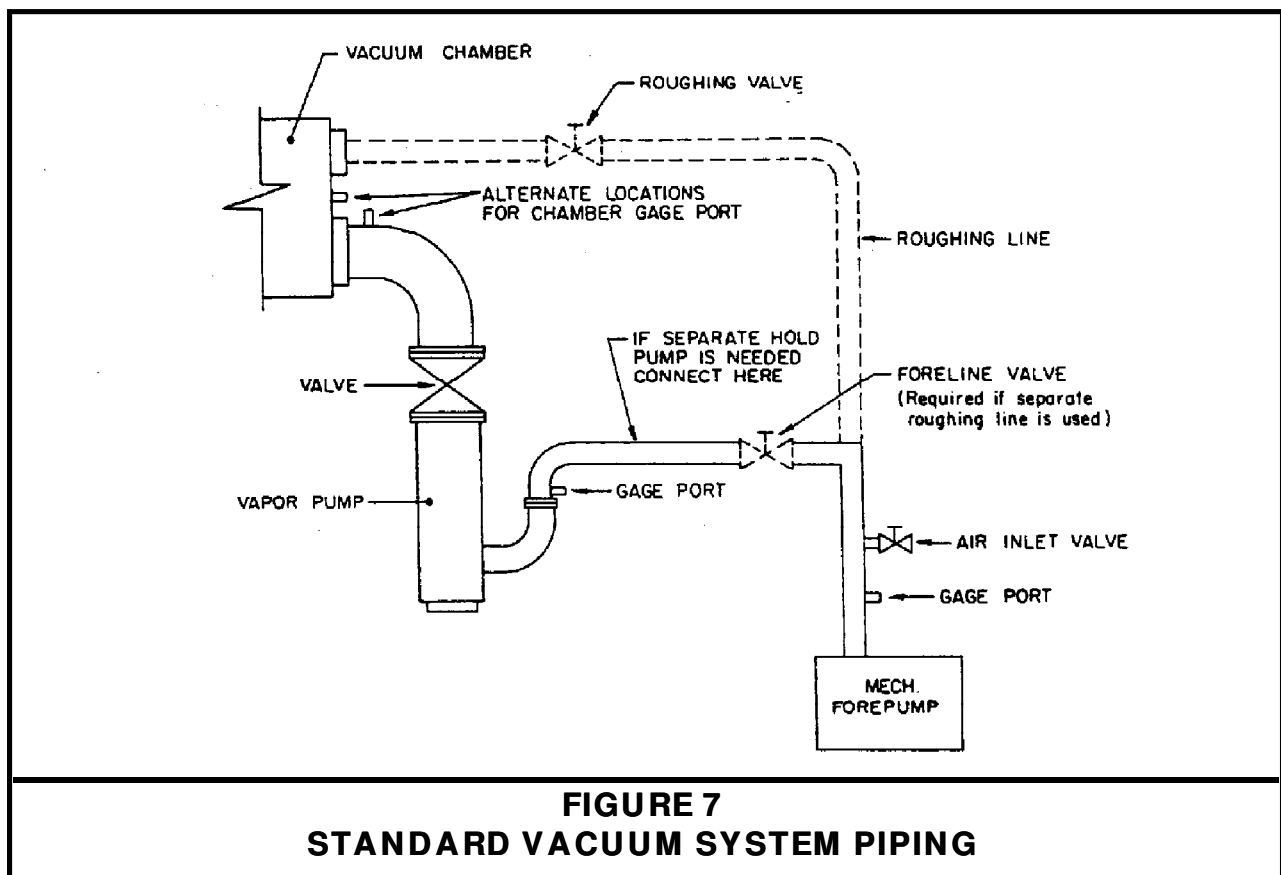 VACUUM CHAMBER
ROUGHING VALVE
ALTERNATE LOCATIONS
FOR CHAMBER GAGE PORT
ROUGHING LINE
IF SEPARATE HOLD
PUMP IS NEEDED
CONNECT HERE
FORELINE VALVE
(Required if separate
roughing line is used)
VALVE
VAPOR PUMP
GAGE PORT
AIR INLET VALVE
GAGE PORT
MECH.
FOREPUMP
FIGURE 7
STANDARD VACUUM SYSTEM PIPING